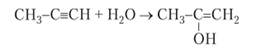 CH₃–C≡CH + H₂O → CH₃–C=CH₂
OH